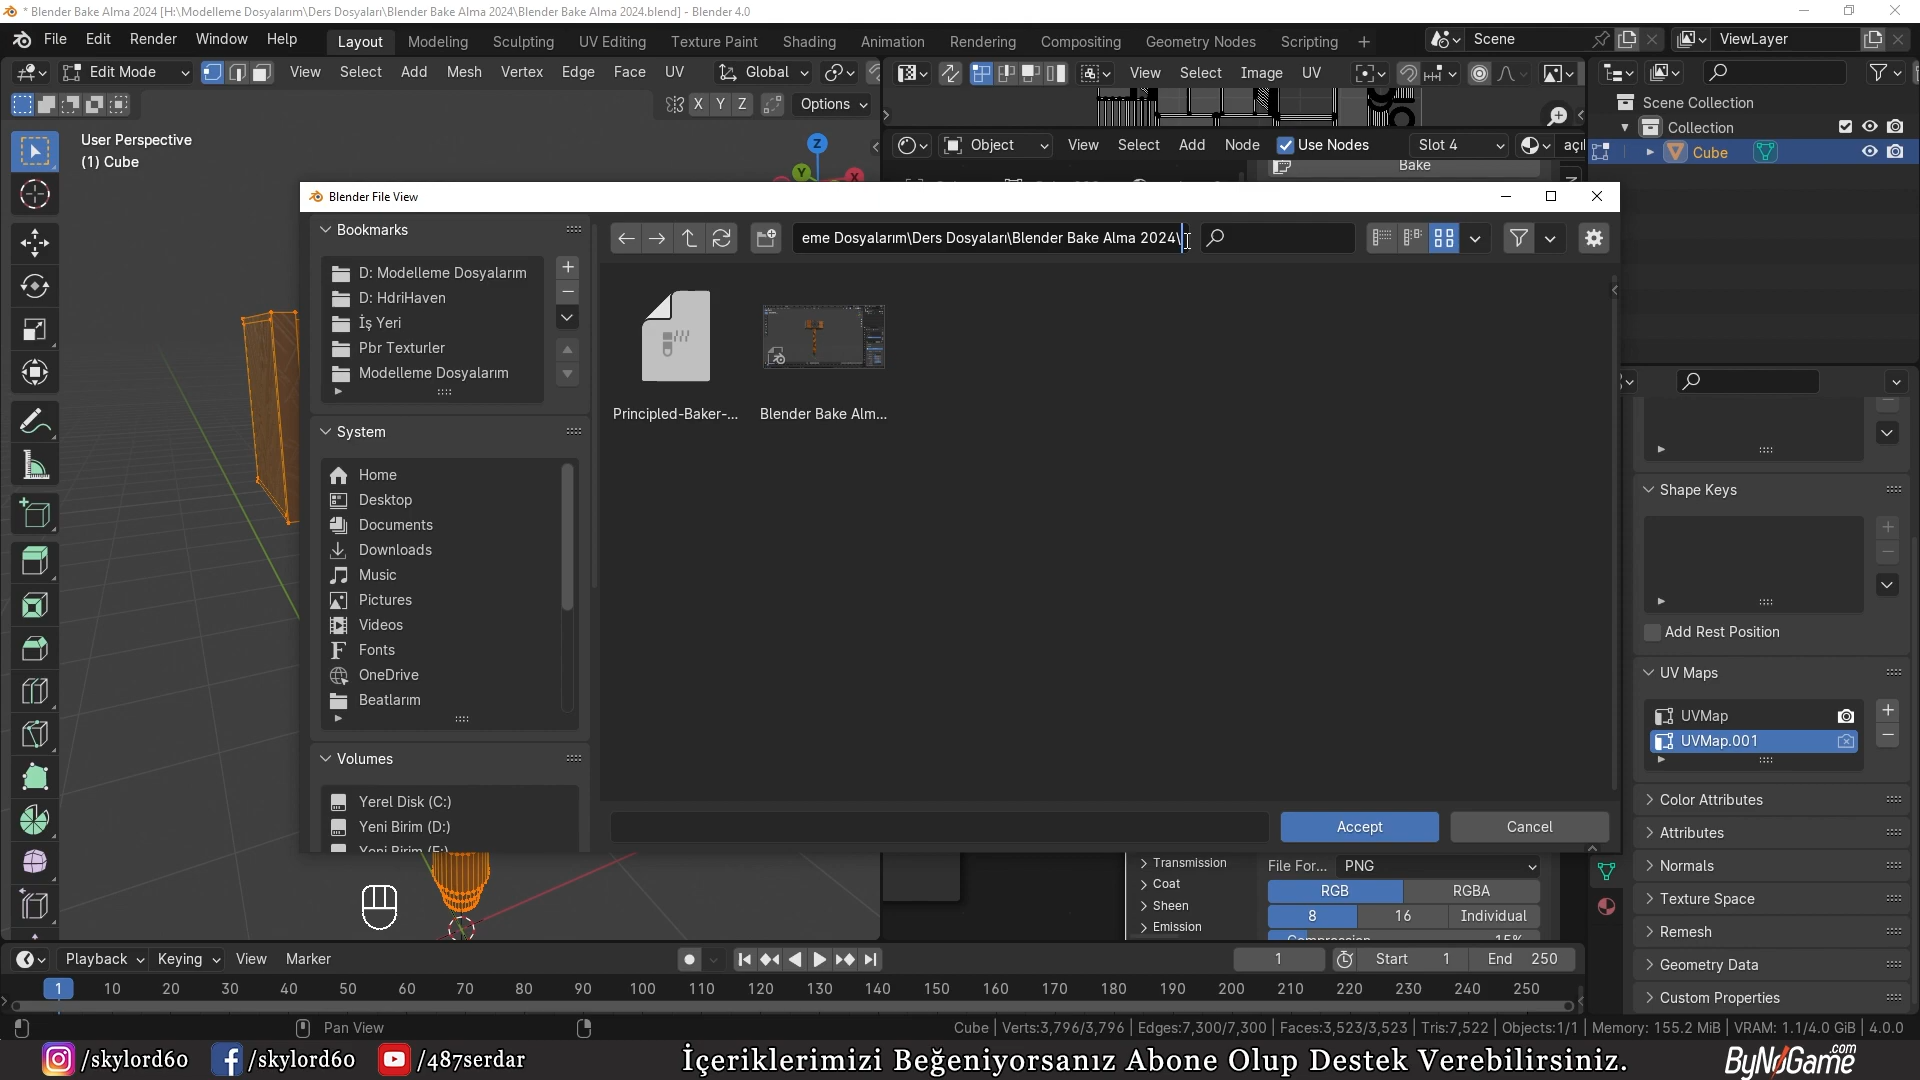 * Blender Bake Alma 2024 [H:\Modelleme Dosyalarım\Ders Dosyaları\Blender Bake Alma 2024\Blender Bake Alma 2024.blend] - Blender 4.0
File Edit Render Window Help
Layout Modeling Sculpting UV Editing Texture Paint Shading Animation Rendering Compositing Geometry Nodes Scripting
Scene
ViewLayer
Edit Mode View Select Add Mesh Vertex Edge Face UV Global
View Select Image UV
X Y Z Options
User Perspective
(1) Cube
Z
Y
X
Object View Select Add Node Use Nodes Slot 4
Bake
Scene Collection
Collection
Cube
Blender File View
Bookmarks
D: Modelleme Dosyalarım
D: HdriHaven
İş Yeri
Pbr Texturler
Modelleme Dosyalarım
System
Home
Desktop
Documents
Downloads
Music
Pictures
Videos
Fonts
OneDrive
Beatlarım
Volumes
Yerel Disk (C:)
Yeni Birim (D:)
eme Dosyalarım\Ders Dosyaları\Blender Bake Alma 2024\
Principled-Baker-...
Blender Bake Alm...
Accept
Cancel
Shape Keys
Add Rest Position
UV Maps
UVMap
UVMap.001
Color Attributes
Attributes
Normals
Texture Space
Remesh
Geometry Data
Custom Properties
Transmission
Coat
Sheen
Emission
File For... PNG
RGB RGBA
8 16 Individual
Playback Keying View Marker
1 Start 1 End 250
1 10 20 30 40 50 60 70 80 90 100 110 120 130 140 150 160 170 180 190 200 210 220 230 240 250
Pan View
Cube | Verts:3,796/3,796 | Edges:7,300/7,300 | Faces:3,523/3,523 | Tris:7,522 | Objects:1/1 | Memory: 155.2 MiB | VRAM: 1.1/4.0 GiB | 4.0.0
/skylord60 /skylord60 /487serdar
İçeriklerimizi Beğeniyorsanız Abone Olup Destek Verebilirsiniz.
ByNoGame.com